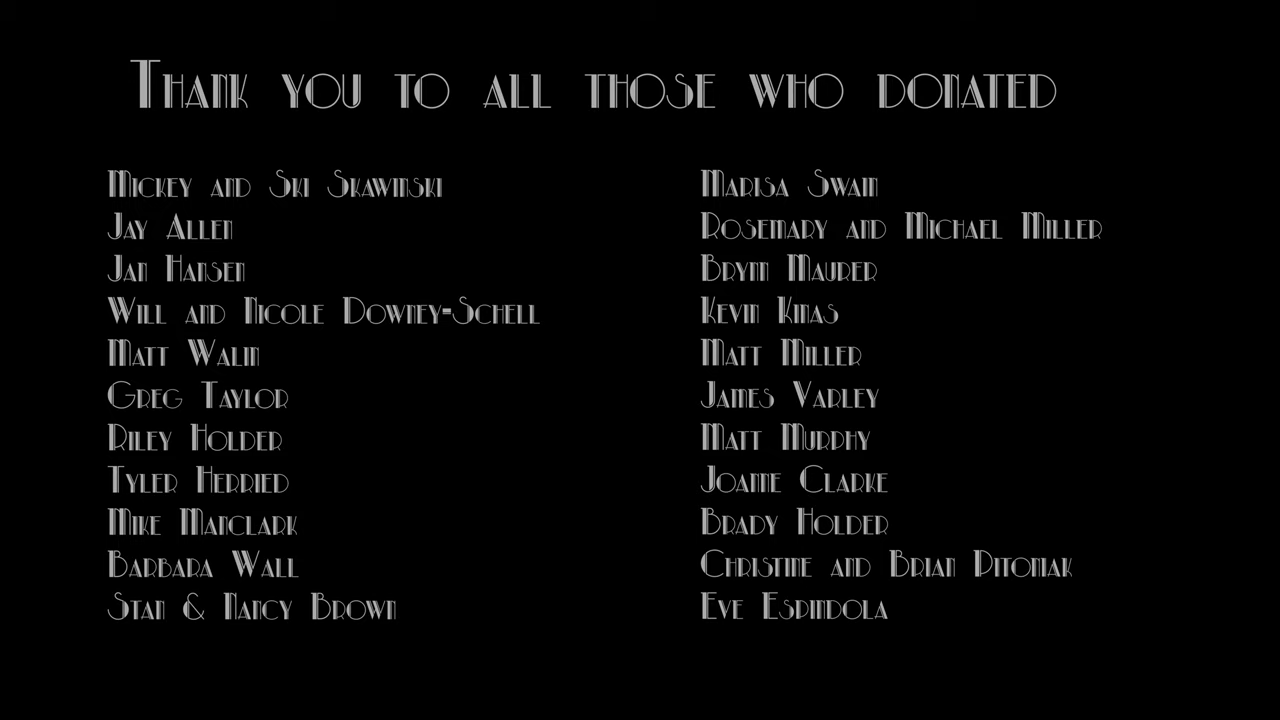 Thank you to all those who donated
Mickey and Ski Skawinski
Jay Allen
Jan Hansen
Will and Nicole Downey-Schell
Matt Walin
Greg Taylor
Riley Holder
Tyler Herried
Mike Manclark
Barbara Wall
Stan & Nancy Brown
Marisa Swain
Rosemary and Michael Miller
Brynn Maurer
Kevin Kinas
Matt Miller
James Varley
Matt Murphy
Joanne Clarke
Brady Holder
Christine and Brian Pitoniak
Eve Espindola